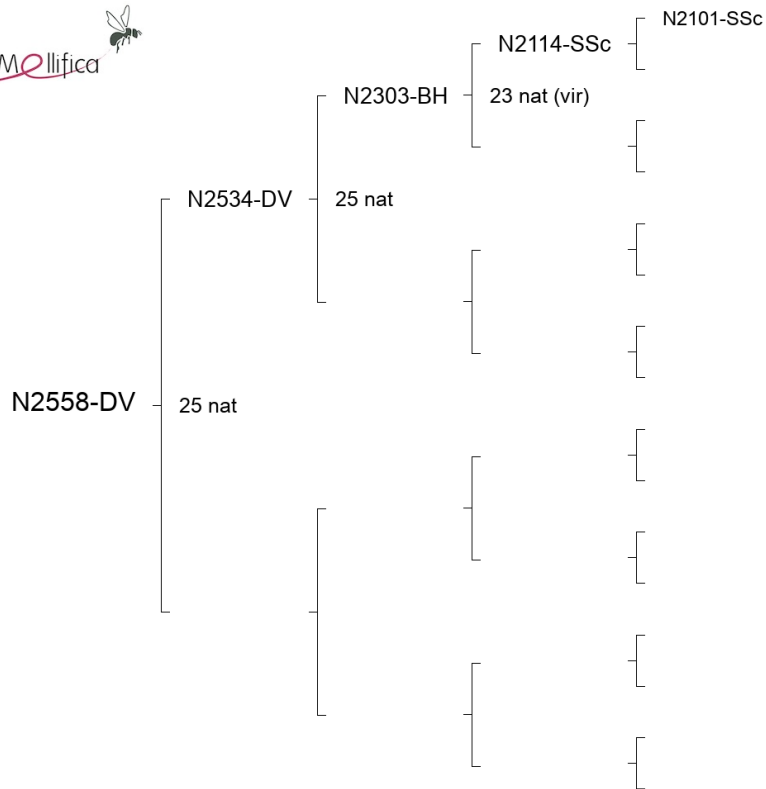 N2101-SSc
N2114-SSc
Mellifica
N2303-BH
23 nat (vir)
N2534-DV
25 nat
N2558-DV
25 nat